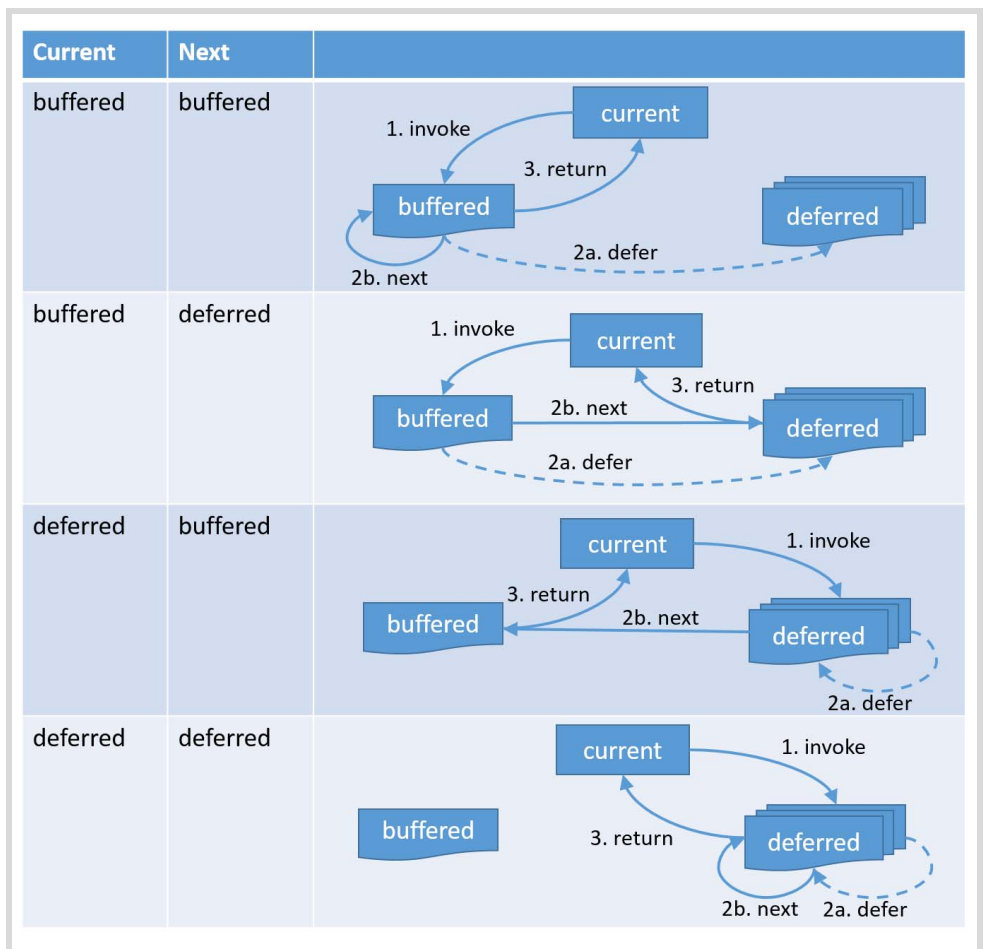 Current Next
buffered buffered
current
1. invoke
3. return
buffered
deferred
2a. defer
2b. next
buffered deferred
1. invoke
current
3. return
buffered
2b. next
deferred
2a. defer
deferred buffered
current
1. invoke
3. return
2b. next
buffered
deferred
2a. defer
deferred deferred
current
1. invoke
buffered
3. return
deferred
2b. next 2a. defer